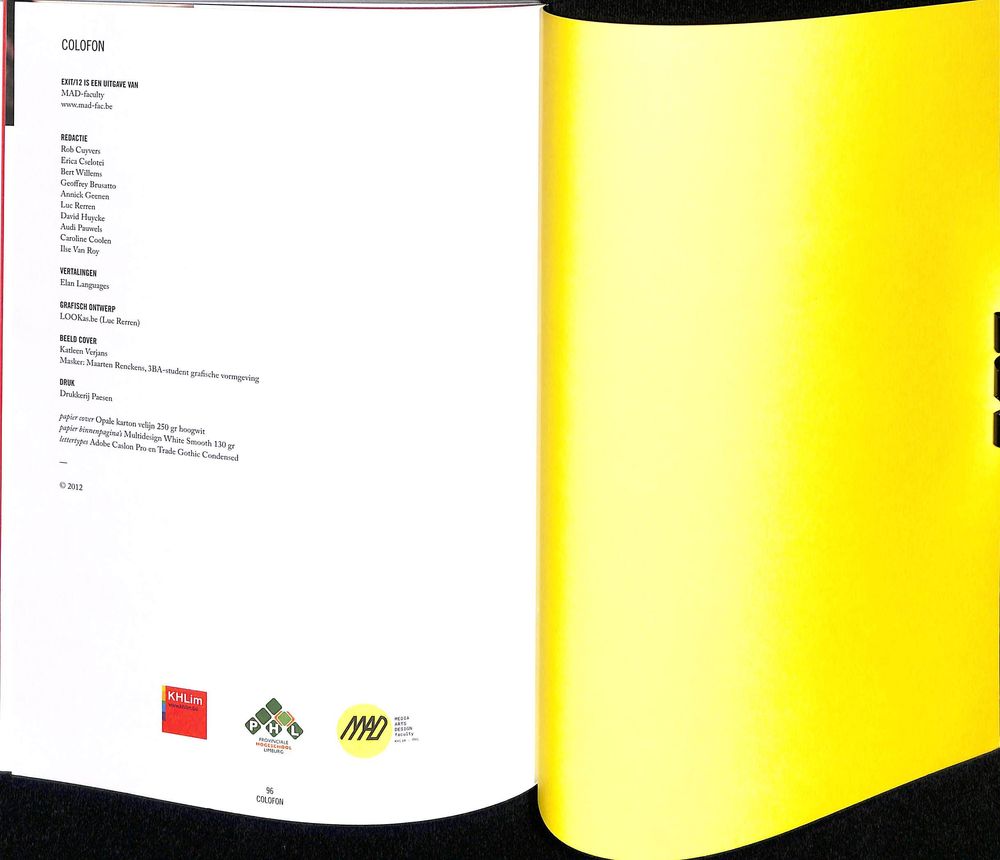 COLOFON
EXIT/12 IS EEN UITGAVE VAN
MAD-faculty
www.mad-fac.be
REDACTIE
Rob Cuyvers
Erica Cselotei
Bert Willems
Geoffrey Brusatto
Annick Geenen
Luc Rerren
David Huycke
Audi Pauwels
Caroline Coolen
Ilse Van Roy
VERTALINGEN
Elan Languages
GRAFISCH ONTWERP
LOOKas.be (Luc Rerren)
BEELD COVER
Katleen Verjans
Masker: Maarten Renckens, 3BA-student grafische vormgeving
DRUK
Drukkerij Paesen
papier cover Opale karton velijn 250 gr hoogwit
papier binnenpagina's Multidesign White Smooth 130 gr
lettertypes Adobe Caslon Pro en Trade Gothic Condensed
—
© 2012
KHLim
www.khlim.be
PHL
PROVINCIALE
HOGESCHOOL
LIMBURG
MAD
MEDIA
ARTS
DESIGN
faculty
KHLIM - PHL
96
COLOFON